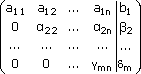 a₁₁ a₁₂ ... a₁ₙ b₁
0 α₂₂ ... α₂ₙ β₂
... ... ... ... ...
0 0 ... γₘₙ δₘ